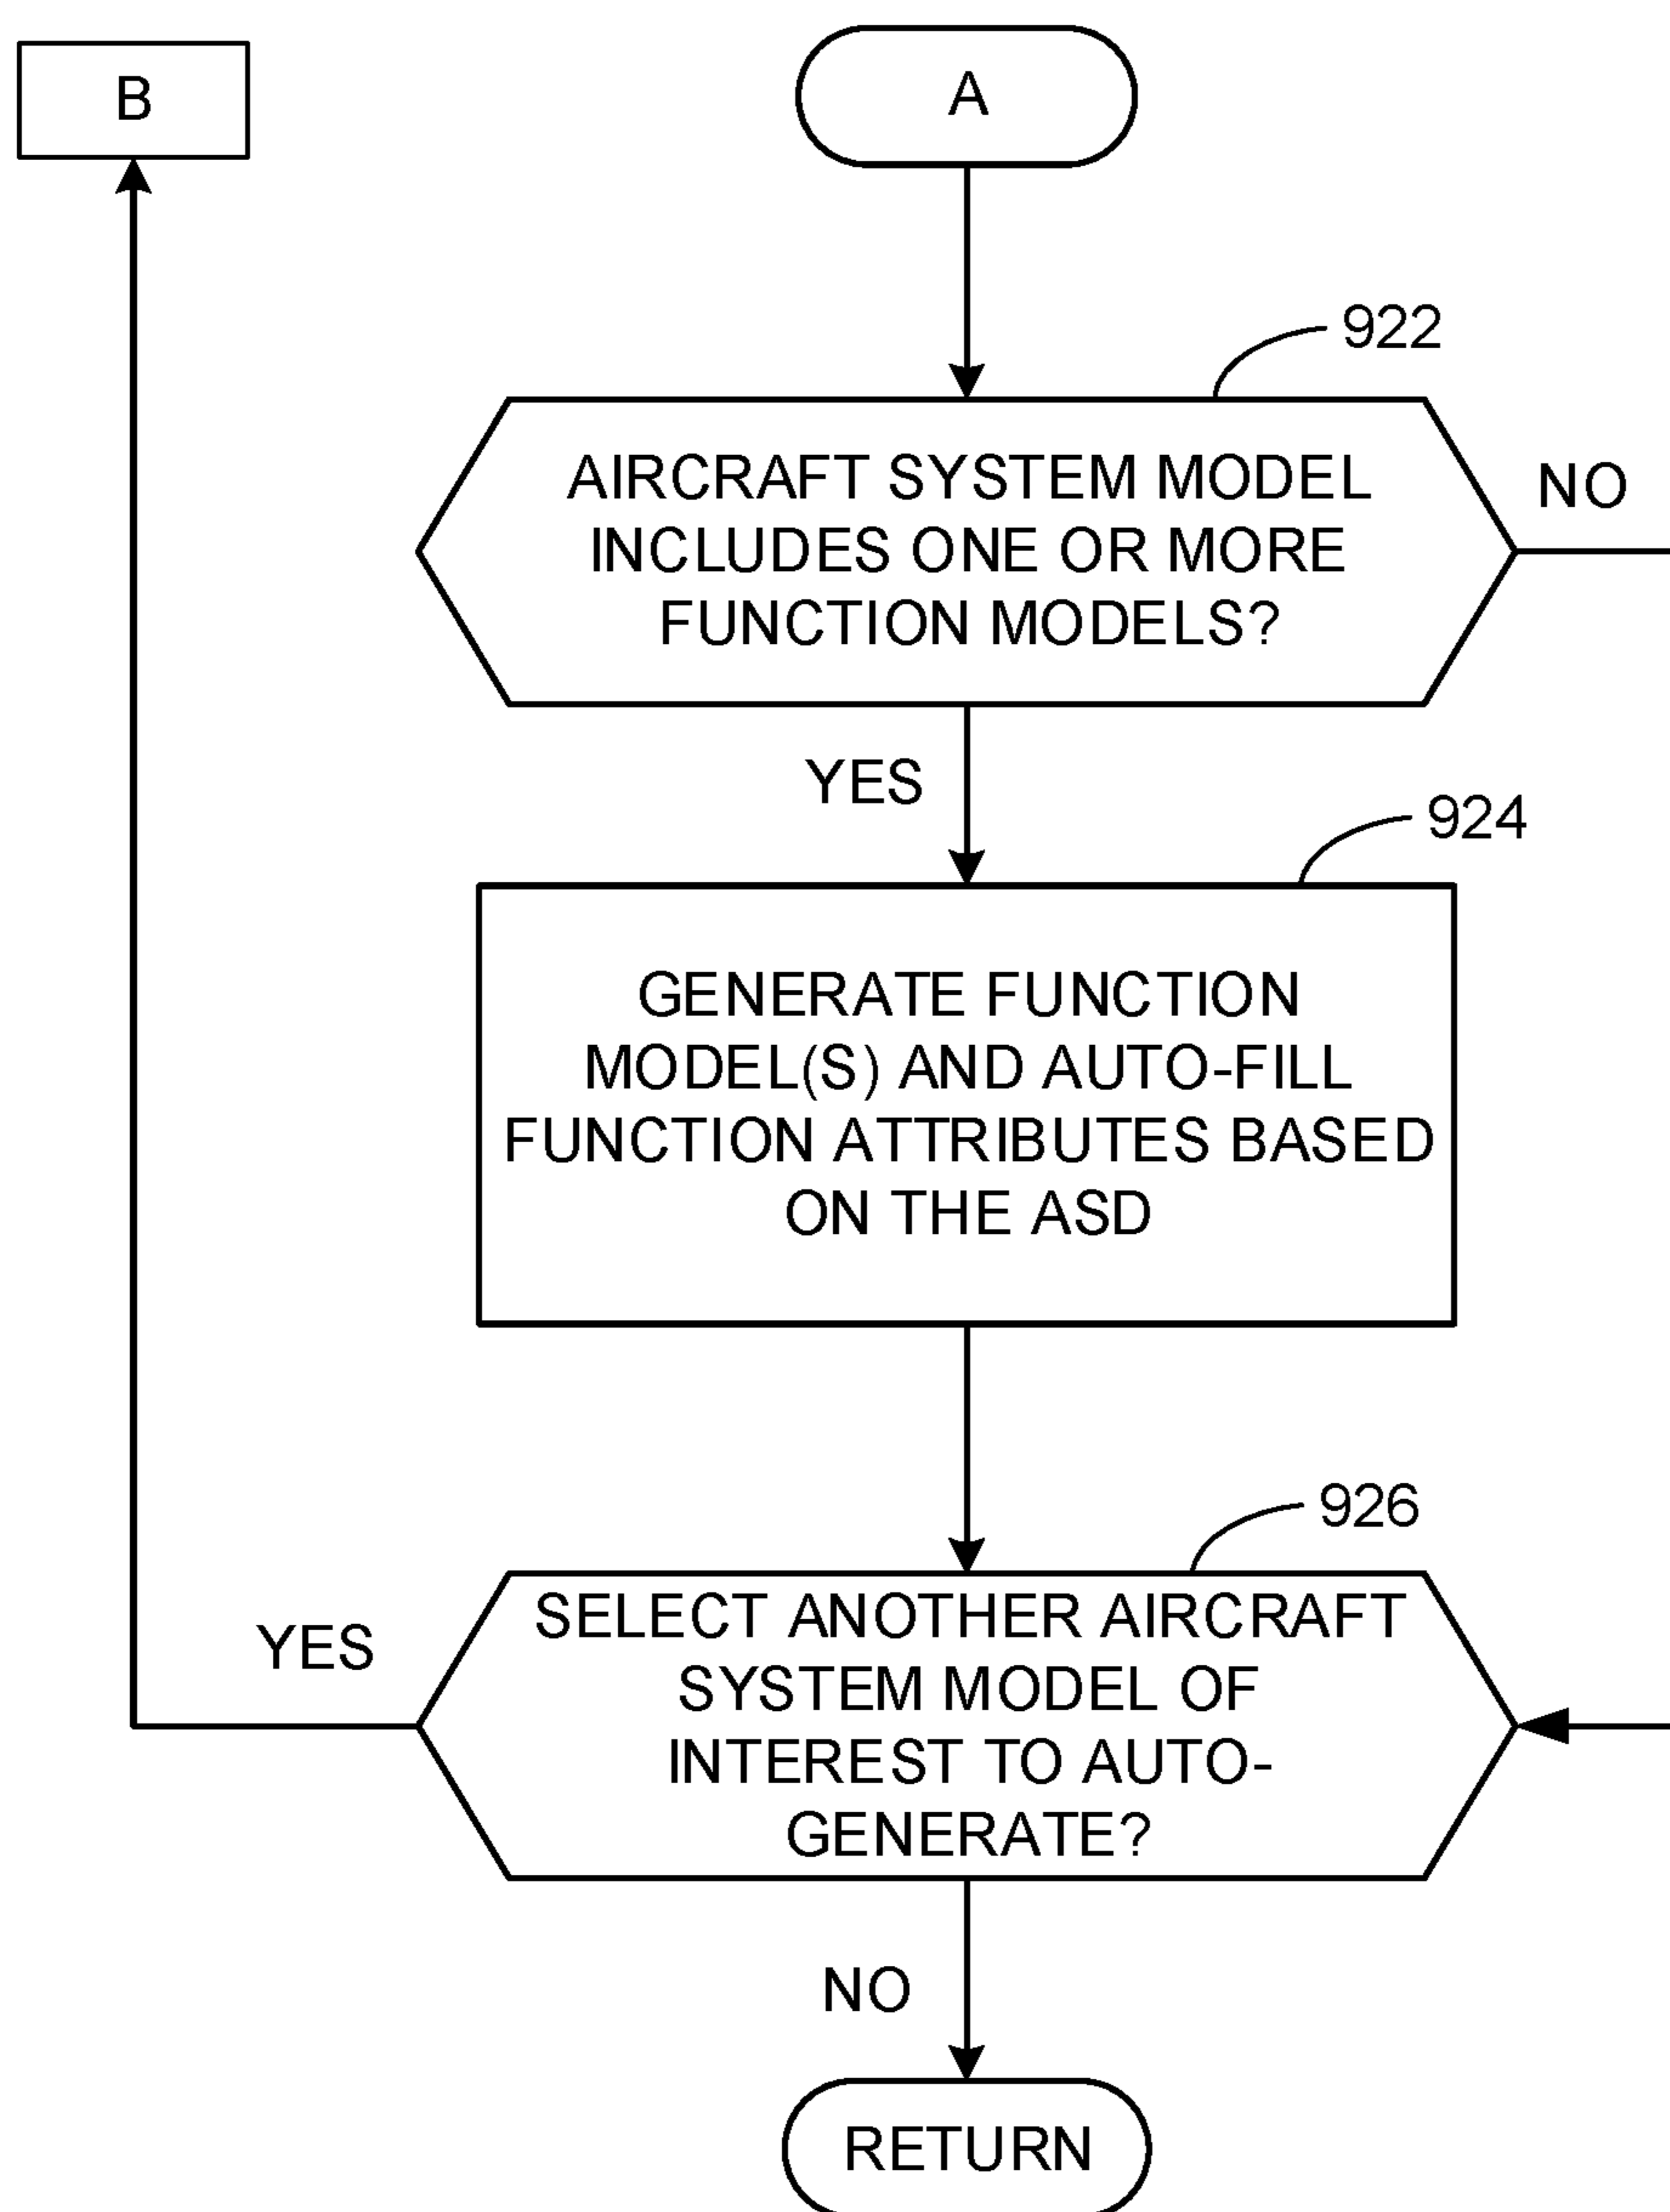 B
A
922
AIRCRAFT SYSTEM MODEL
INCLUDES ONE OR MORE
FUNCTION MODELS?
NO
YES
924
GENERATE FUNCTION
MODEL(S) AND AUTO-FILL
FUNCTION ATTRIBUTES BASED
ON THE ASD
926
SELECT ANOTHER AIRCRAFT
SYSTEM MODEL OF
INTEREST TO AUTO-
GENERATE?
YES
NO
RETURN